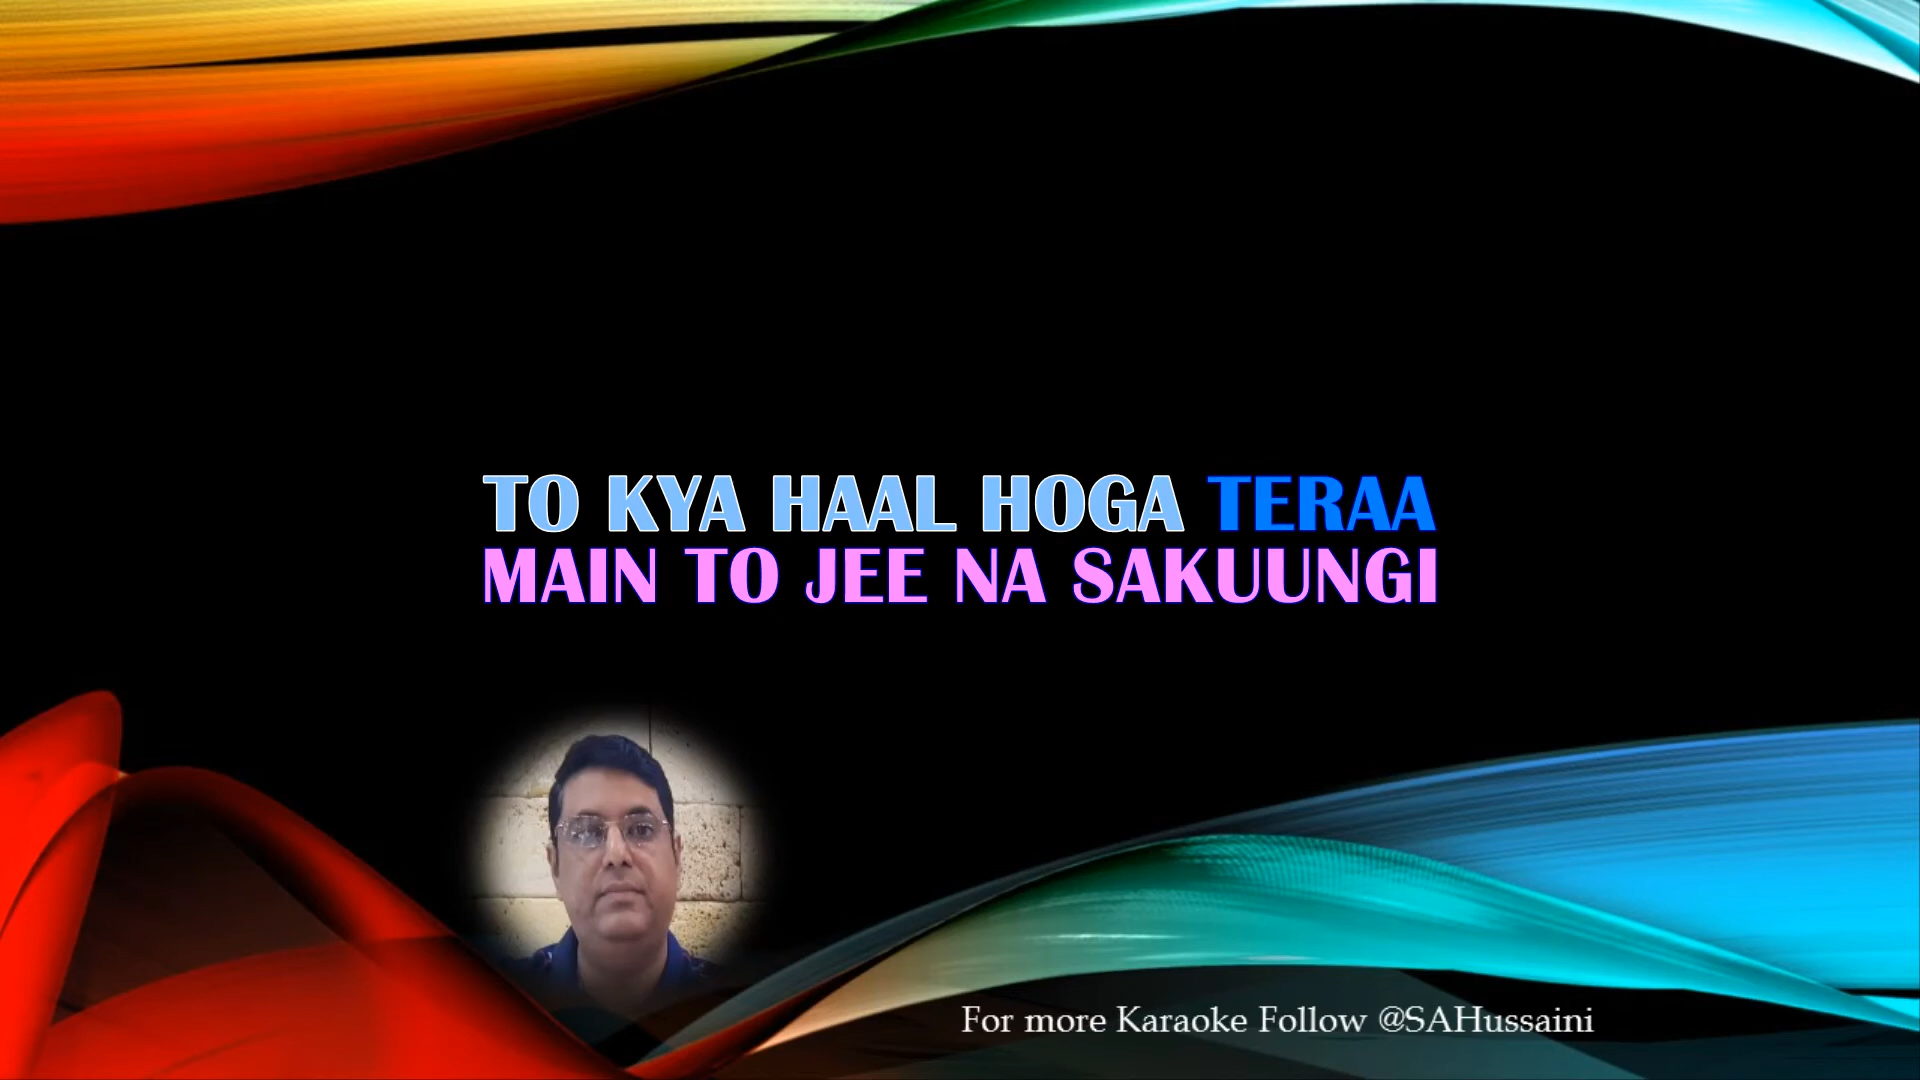 TO KYA HAAL HOGA TERAA
MAIN TO JEE NA SAKUUNGI
For more Karaoke Follow @SAHussaini